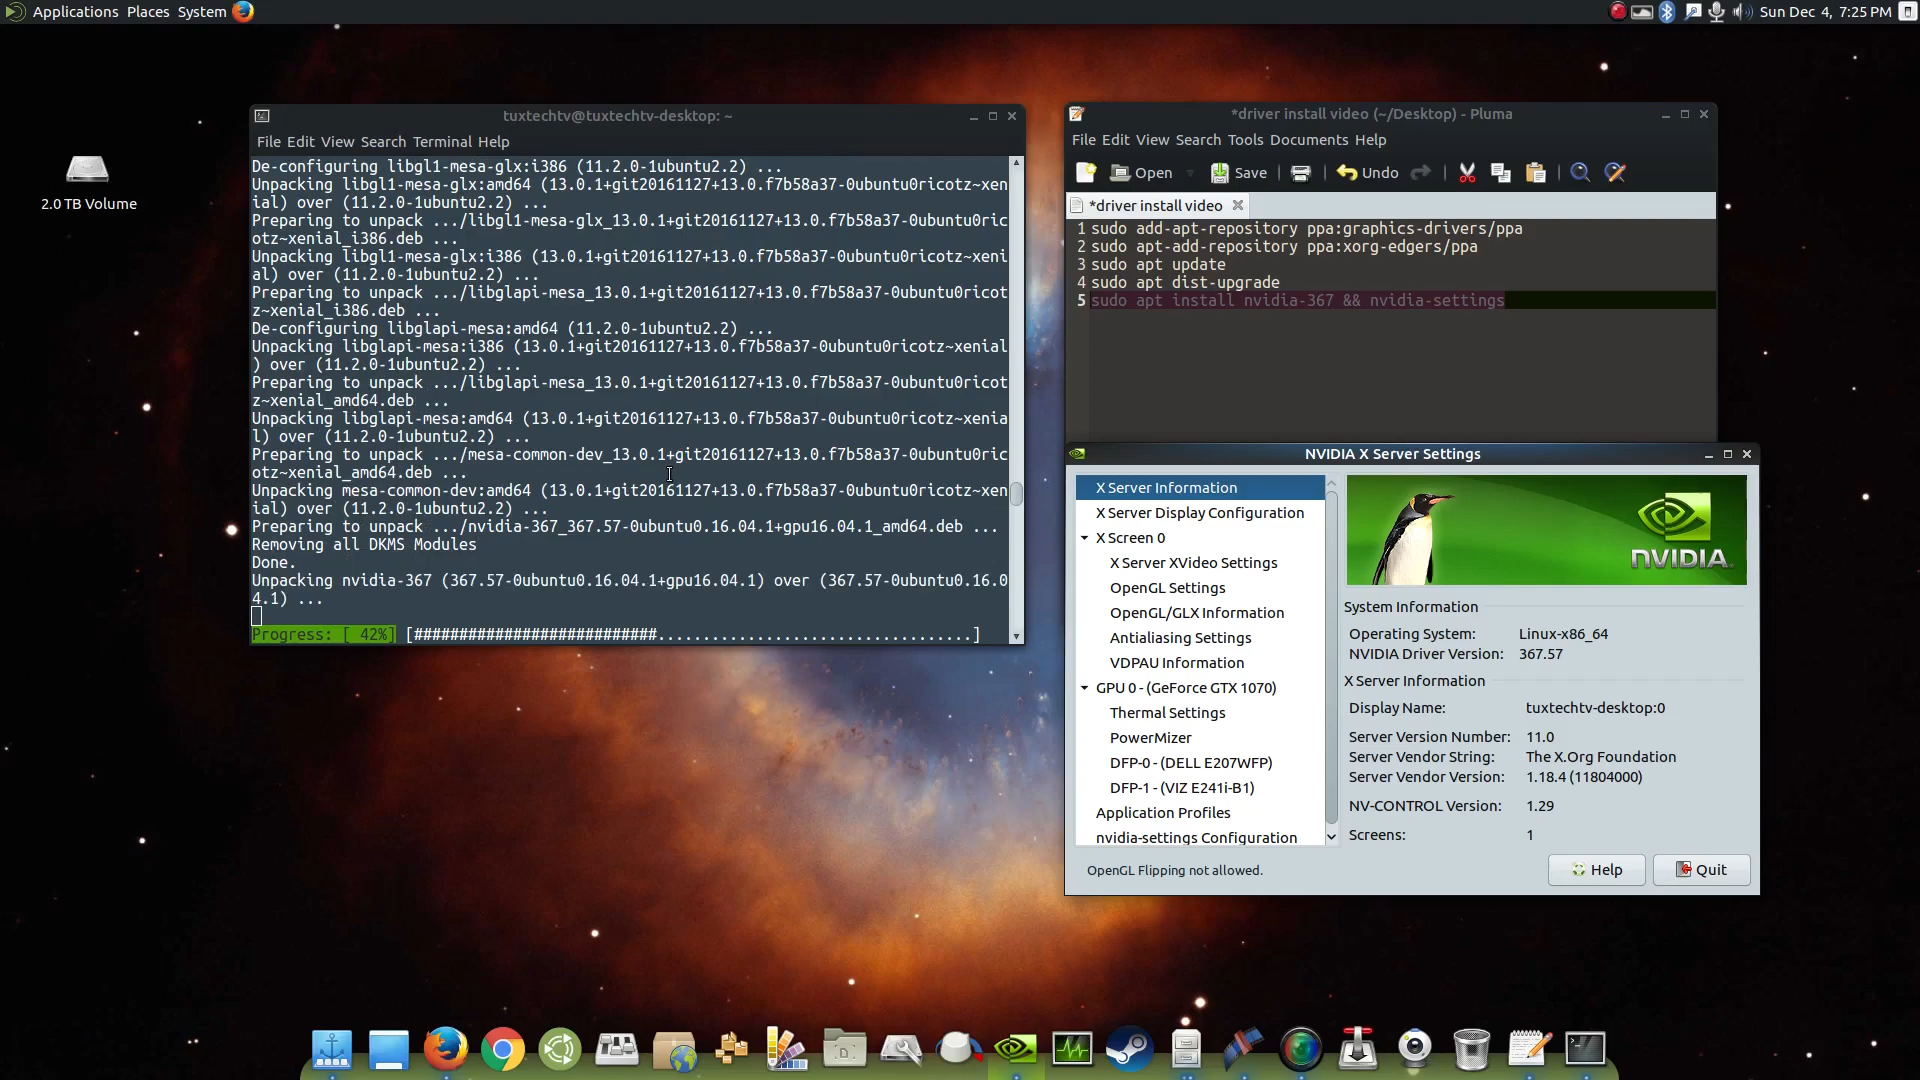 Applications Places System
Sun Dec 4, 7:25 PM
2.0 TB Volume
tuxtechtv@tuxtechtv-desktop: ~
File Edit View Search Terminal Help
De-configuring libgl1-mesa-glx:i386 (11.2.0-1ubuntu2.2) ...
Unpacking libgl1-mesa-glx:amd64 (13.0.1+git20161127+13.0.f7b58a37-0ubuntu0ricotz~xen
ial) over (11.2.0-1ubuntu2.2) ...
Preparing to unpack .../libgl1-mesa-glx_13.0.1+git20161127+13.0.f7b58a37-0ubuntu0ric
otz~xenial_i386.deb ...
Unpacking libgl1-mesa-glx:i386 (13.0.1+git20161127+13.0.f7b58a37-0ubuntu0ricotz~xeni
al) over (11.2.0-1ubuntu2.2) ...
Preparing to unpack .../libglapi-mesa_13.0.1+git20161127+13.0.f7b58a37-0ubuntu0ricot
z~xenial_i386.deb ...
De-configuring libglapi-mesa:amd64 (11.2.0-1ubuntu2.2) ...
Unpacking libglapi-mesa:i386 (13.0.1+git20161127+13.0.f7b58a37-0ubuntu0ricotz~xenial
) over (11.2.0-1ubuntu2.2) ...
Preparing to unpack .../libglapi-mesa_13.0.1+git20161127+13.0.f7b58a37-0ubuntu0ricot
z~xenial_amd64.deb ...
Unpacking libglapi-mesa:amd64 (13.0.1+git20161127+13.0.f7b58a37-0ubuntu0ricotz~xenia
l) over (11.2.0-1ubuntu2.2) ...
Preparing to unpack .../mesa-common-dev_13.0.1+git20161127+13.0.f7b58a37-0ubuntu0ric
otz~xenial_amd64.deb ...
Unpacking mesa-common-dev:amd64 (13.0.1+git20161127+13.0.f7b58a37-0ubuntu0ricotz~xen
ial) over (11.2.0-1ubuntu2.2) ...
Preparing to unpack .../nvidia-367_367.57-0ubuntu0.16.04.1+gpu16.04.1_amd64.deb ...
Removing all DKMS Modules
Done.
Unpacking nvidia-367 (367.57-0ubuntu0.16.04.1+gpu16.04.1) over (367.57-0ubuntu0.16.0
4.1) ...
Progress: [ 42%] [###########################...................................]
*driver install video (~/Desktop) - Pluma
File Edit View Search Tools Documents Help
Open Save Undo
*driver install video
1 sudo add-apt-repository ppa:graphics-drivers/ppa
2 sudo apt-add-repository ppa:xorg-edgers/ppa
3 sudo apt update
4 sudo apt dist-upgrade
5 sudo apt install nvidia-367 && nvidia-settings
NVIDIA X Server Settings
X Server Information
X Server Display Configuration
X Screen 0
X Server XVideo Settings
OpenGL Settings
OpenGL/GLX Information
Antialiasing Settings
VDPAU Information
GPU 0 - (GeForce GTX 1070)
Thermal Settings
PowerMizer
DFP-0 - (DELL E207WFP)
DFP-1 - (VIZ E241i-B1)
Application Profiles
nvidia-settings Configuration
NVIDIA.
System Information
Operating System: Linux-x86_64
NVIDIA Driver Version: 367.57
X Server Information
Display Name: tuxtechtv-desktop:0
Server Version Number: 11.0
Server Vendor String: The X.Org Foundation
Server Vendor Version: 1.18.4 (11804000)
NV-CONTROL Version: 1.29
Screens: 1
OpenGL Flipping not allowed.
Help Quit